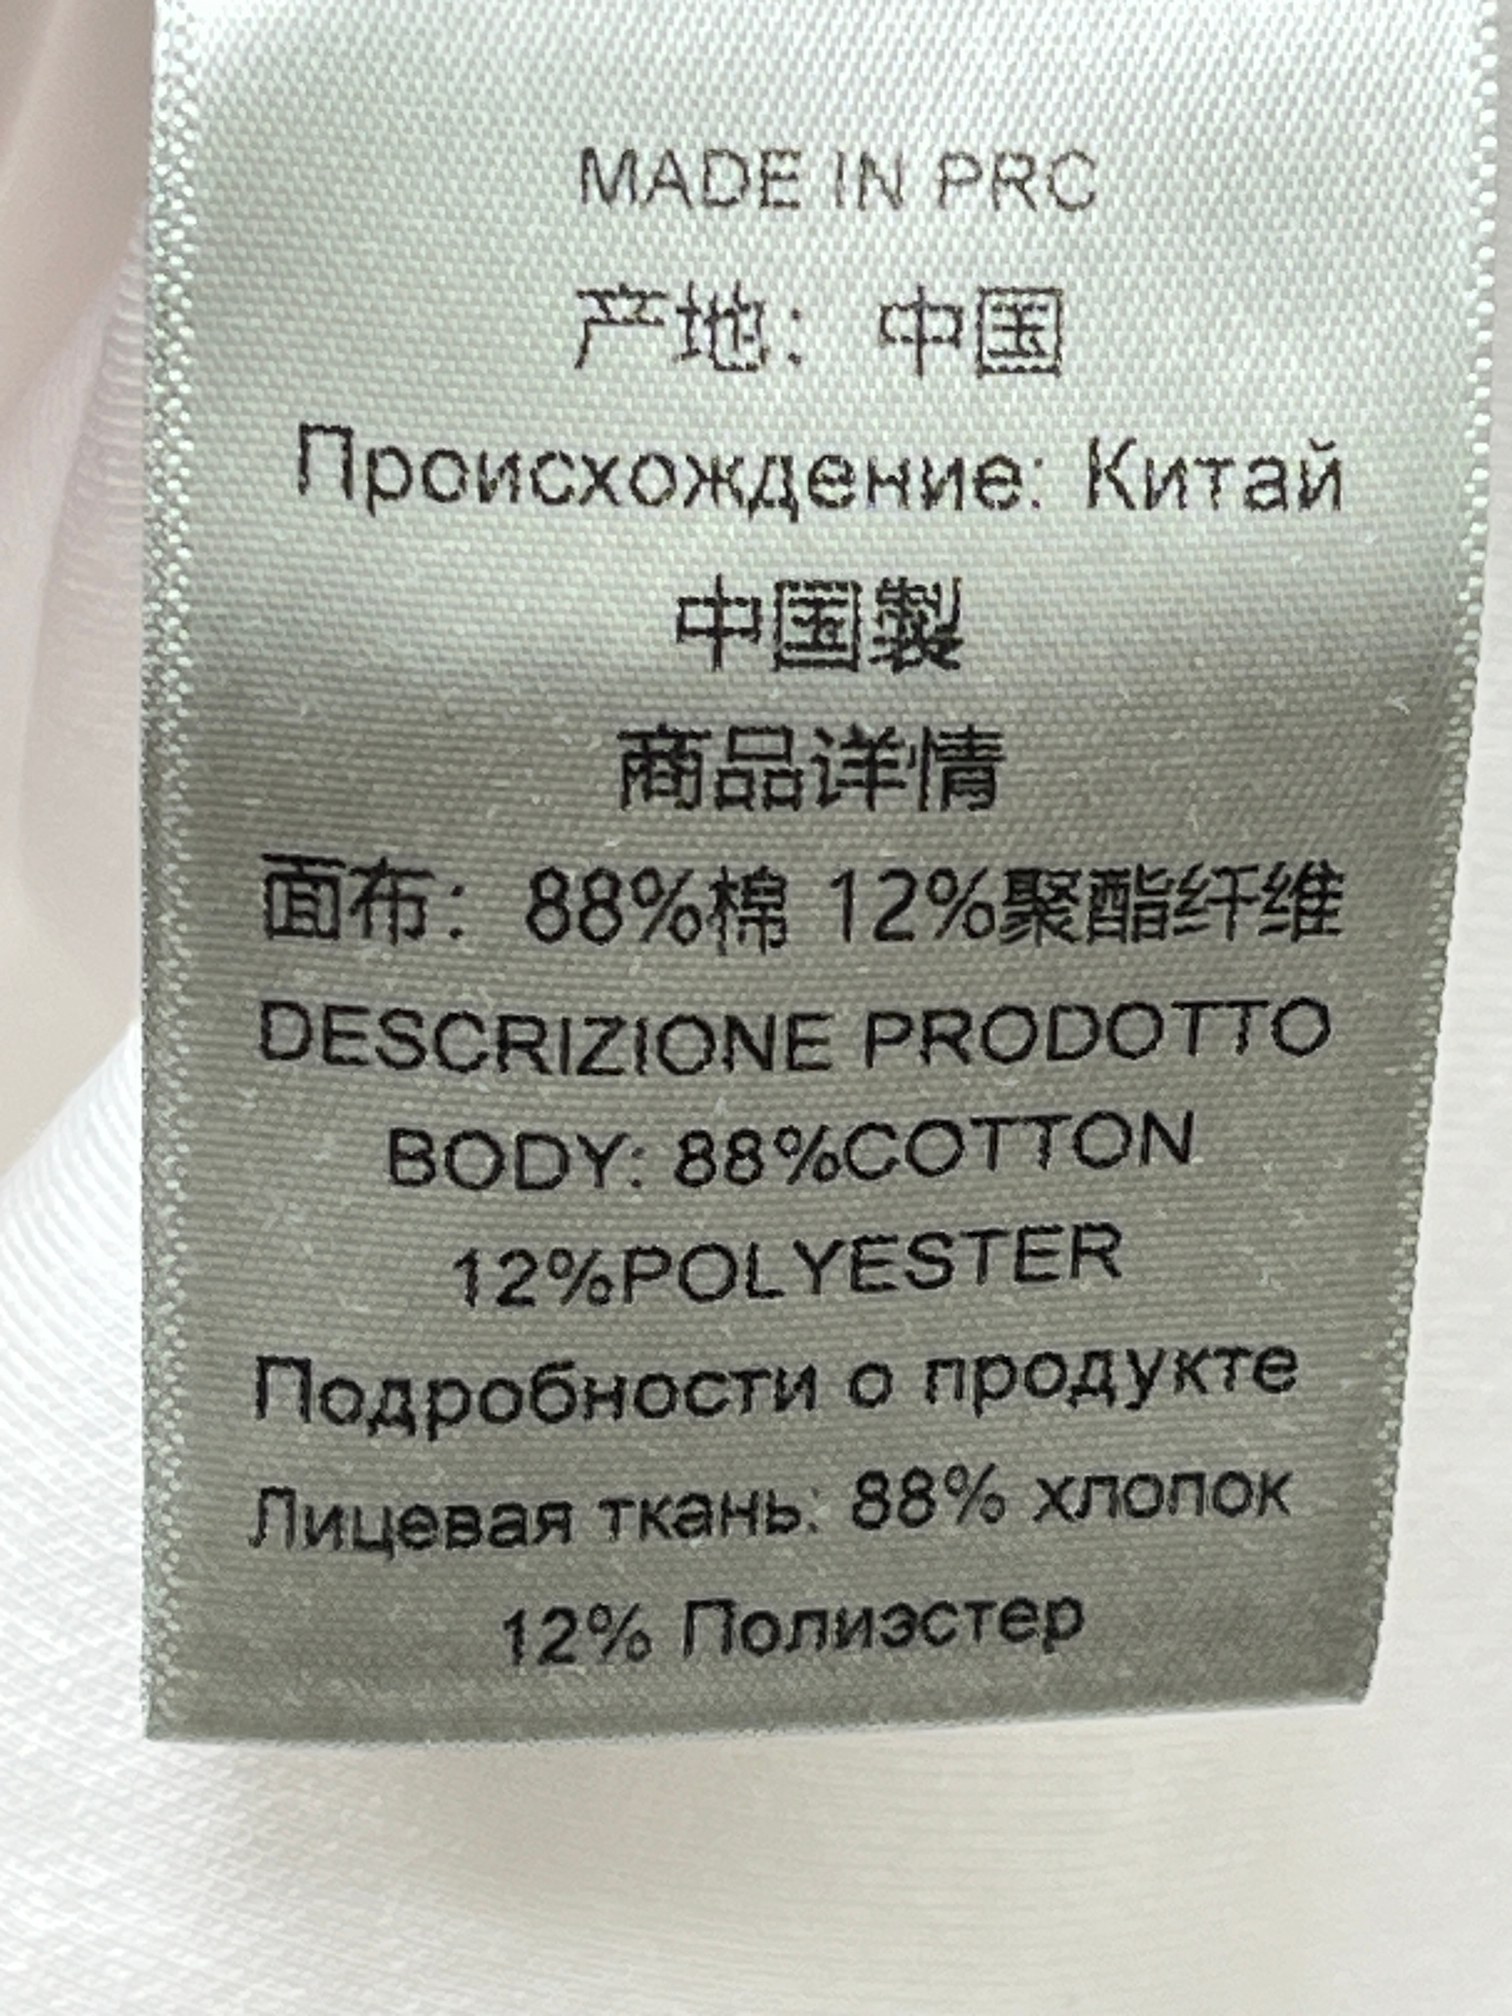 MADE IN PRC
产地：中国
Происхождение: Китай
中国製
商品详情
面布：88%棉 12%聚酯纤维
DESCRIZIONE PRODOTTO
BODY: 88%COTTON
12%POLYESTER
Подробности о продукте
Лицевая ткань: 88% хлопок
12% Полиэстер